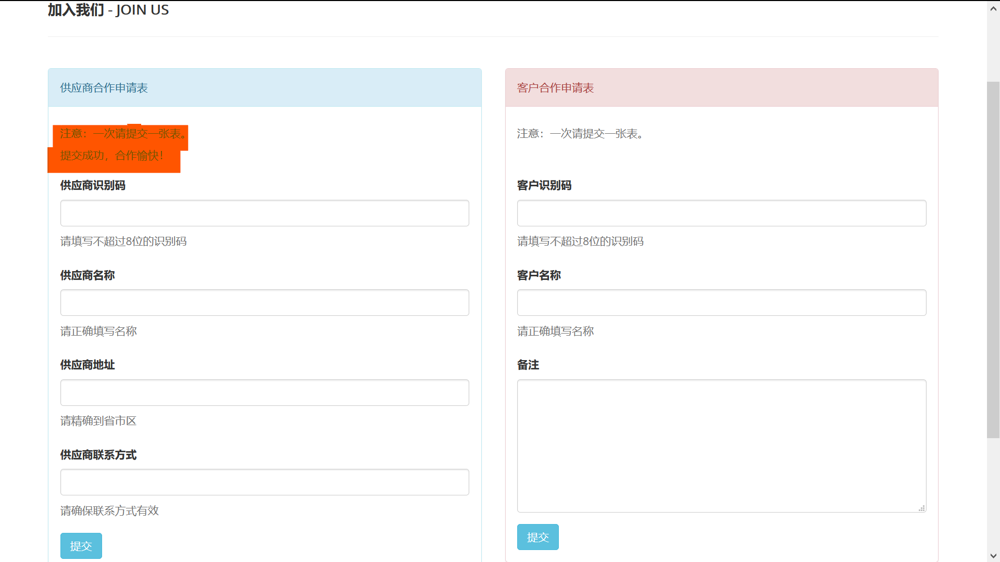 加入我们 - JOIN US
供应商合作申请表
注意：一次请提交一张表。
提交成功，合作愉快！
供应商识别码
请填写不超过8位的识别码
供应商名称
请正确填写名称
供应商地址
请精确到省市区
供应商联系方式
请确保联系方式有效
提交
客户合作申请表
注意：一次请提交一张表。
客户识别码
请填写不超过8位的识别码
客户名称
请正确填写名称
备注
提交